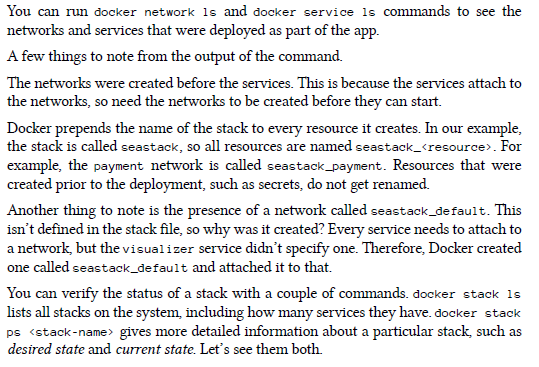 You can run docker network ls and docker service ls commands to see the
networks and services that were deployed as part of the app.
A few things to note from the output of the command.
The networks were created before the services. This is because the services attach to
the networks, so need the networks to be created before they can start.
Docker prepends the name of the stack to every resource it creates. In our example,
the stack is called seastack, so all resources are named seastack_<resource>. For
example, the payment network is called seastack_payment. Resources that were
created prior to the deployment, such as secrets, do not get renamed.
Another thing to note is the presence of a network called seastack_default. This
isn't defined in the stack file, so why was it created? Every service needs to attach to
a network, but the visualizer service didn't specify one. Therefore, Docker created
one called seastack_default and attached it to that.
You can verify the status of a stack with a couple of commands. docker stack ls
lists all stacks on the system, including how many services they have. docker stack
ps <stack-name> gives more detailed information about a particular stack, such as
desired state and current state. Let's see them both.